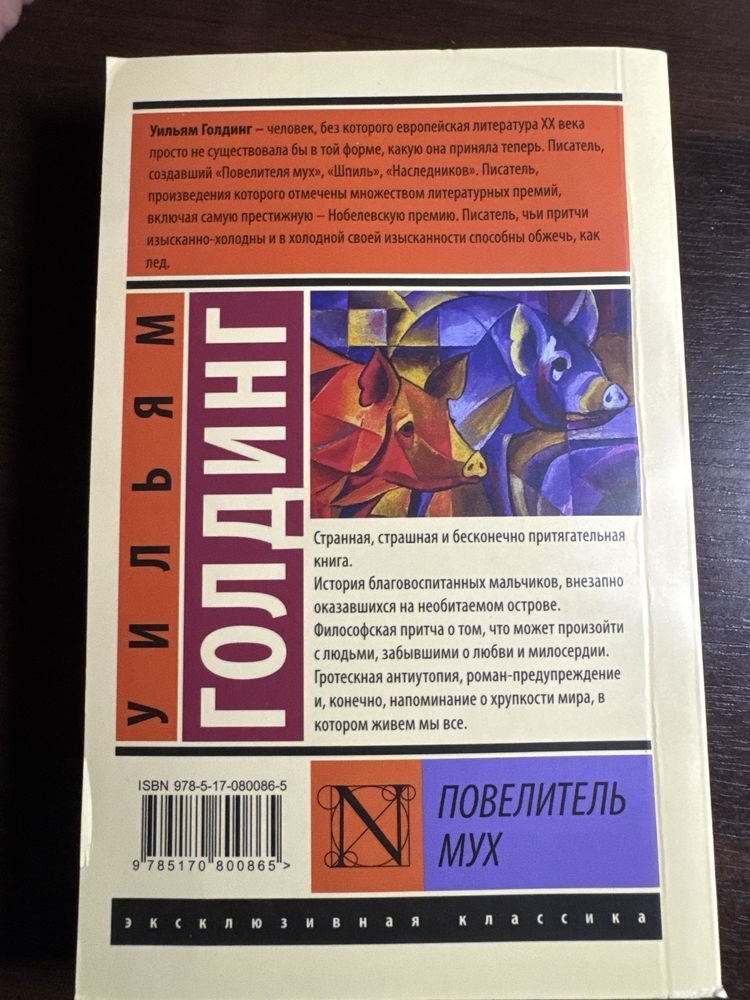 Уильям Голдинг – человек, без которого европейская литература XX века
просто не существовала бы в той форме, какую она приняла теперь. Писатель,
создавший «Повелителя мух», «Шпиль», «Наследников». Писатель,
произведения которого отмечены множеством литературных премий,
включая самую престижную – Нобелевскую премию. Писатель, чьи притчи
изысканно-холодны и в холодной своей изысканности способны обжечь, как
лед.
УИЛЬЯМ
ГОЛДИНГ
Странная, страшная и бесконечно притягательная
книга.
История благовоспитанных мальчиков, внезапно
оказавшихся на необитаемом острове.
Философская притча о том, что может произойти
с людьми, забывшими о любви и милосердии.
Гротескная антиутопия, роман-предупреждение
и, конечно, напоминание о хрупкости мира, в
котором живем мы все.
ISBN 978-5-17-080086-5
9 785170 800865 >
N
ПОВЕЛИТЕЛЬ
МУХ
эксклюзивная классика